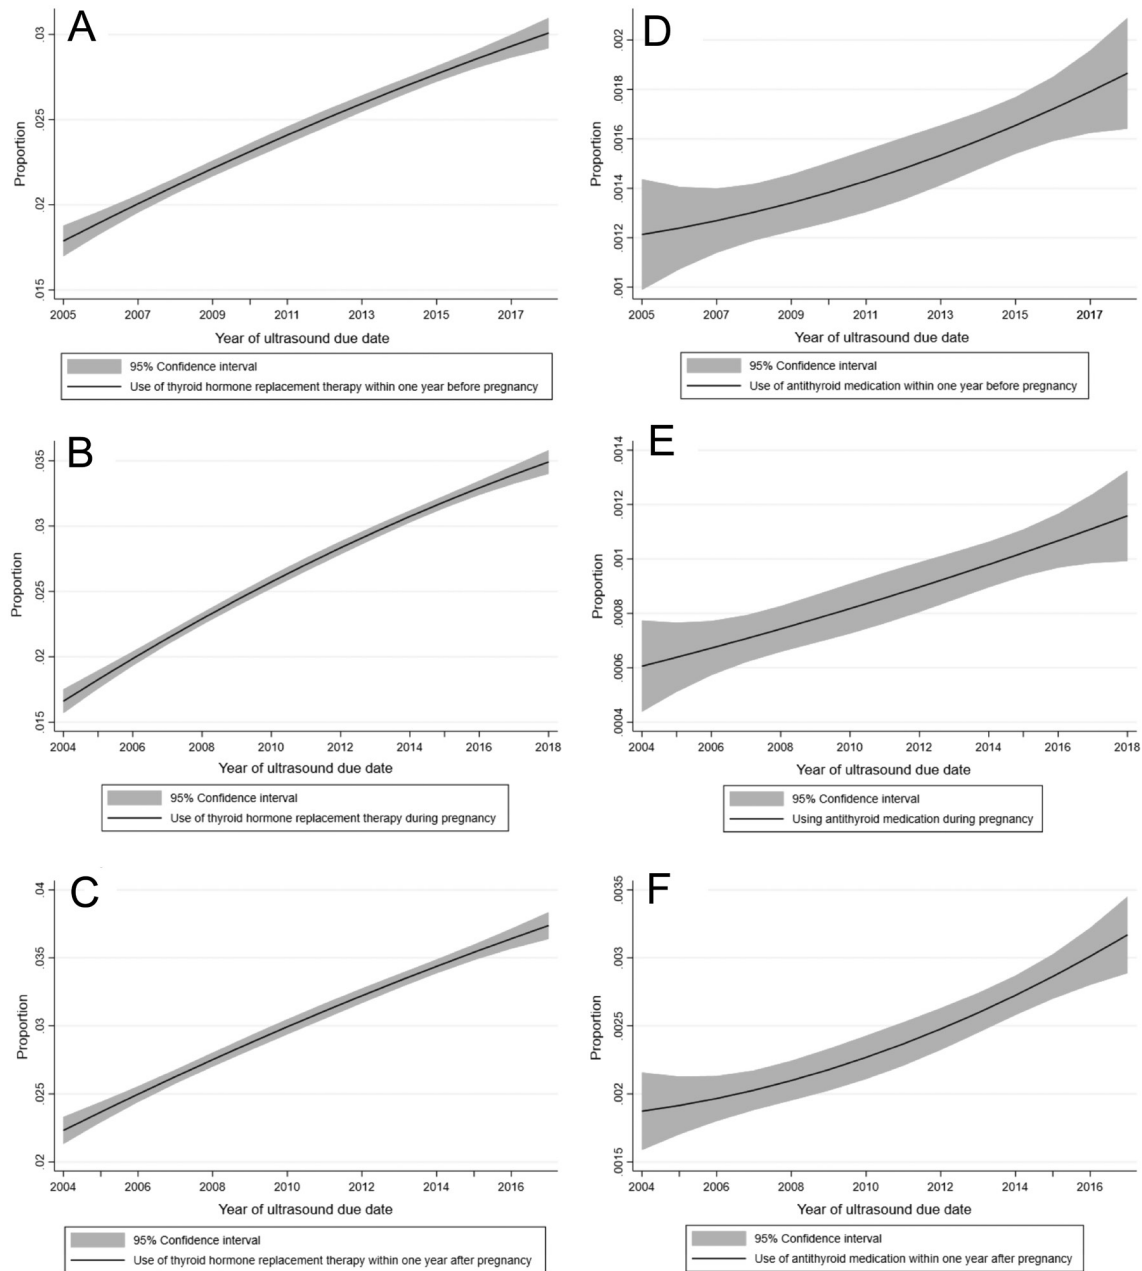 A
Proportion
.03
.025
.02
.015
2005 2007 2009 2011 2013 2015 2017
Year of ultrasound due date
95% Confidence interval
Use of thyroid hormone replacement therapy within one year before pregnancy
D
Proportion
.002
.0018
.0016
.0014
.0012
.001
2005 2007 2009 2011 2013 2015 2017
Year of ultrasound due date
95% Confidence interval
Use of antithyroid medication within one year before pregnancy
B
Proportion
.035
.03
.025
.02
.015
2004 2006 2008 2010 2012 2014 2016 2018
Year of ultrasound due date
95% Confidence interval
Use of thyroid hormone replacement therapy during pregnancy
E
Proportion
.0014
.0012
.001
.0008
.0006
.0004
2004 2006 2008 2010 2012 2014 2016 2018
Year of ultrasound due date
95% Confidence interval
Using antithyroid medication during pregnancy
C
Proportion
.04
.035
.03
.025
.02
2004 2006 2008 2010 2012 2014 2016
Year of ultrasound due date
95% Confidence interval
Use of thyroid hormone replacement therapy within one year after pregnancy
F
Proportion
.0035
.003
.0025
.002
.0015
2004 2006 2008 2010 2012 2014 2016
Year of ultrasound due date
95% Confidence interval
Use of antithyroid medication within one year after pregnancy